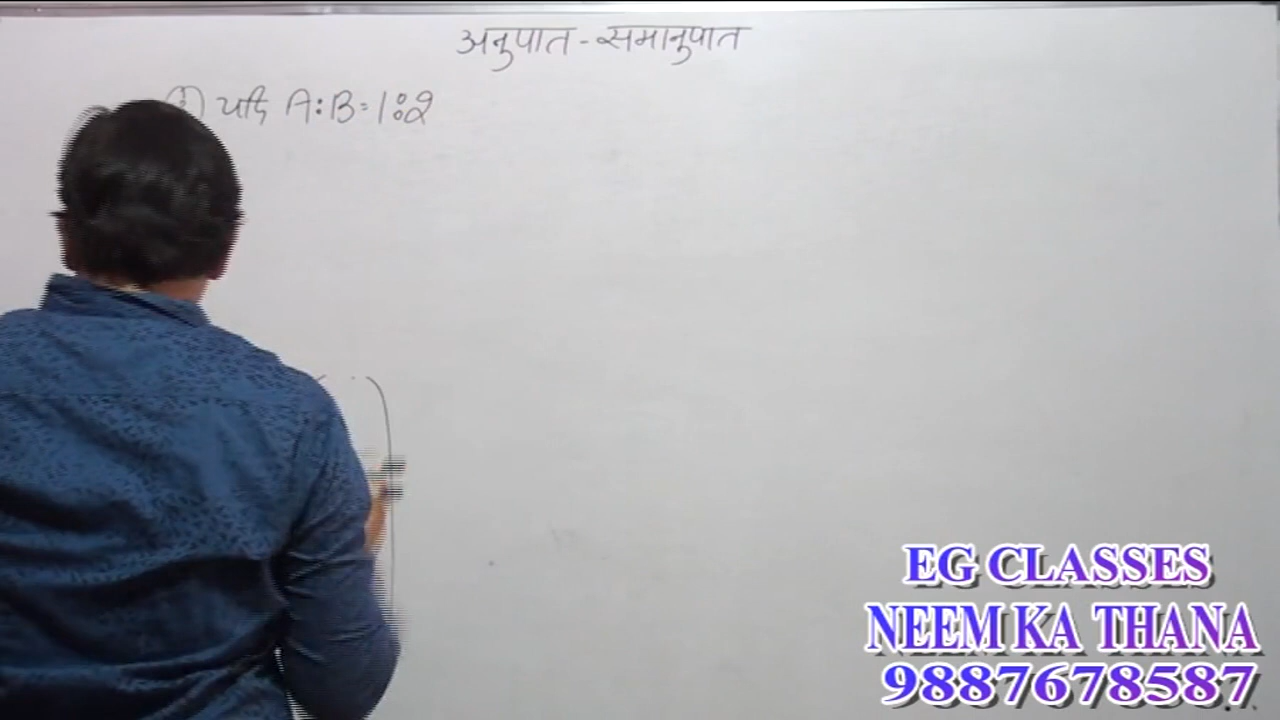 अनुपात - समानुपात
यदि A:B=1:2
EG CLASSES
NEEM KA THANA
9887678587